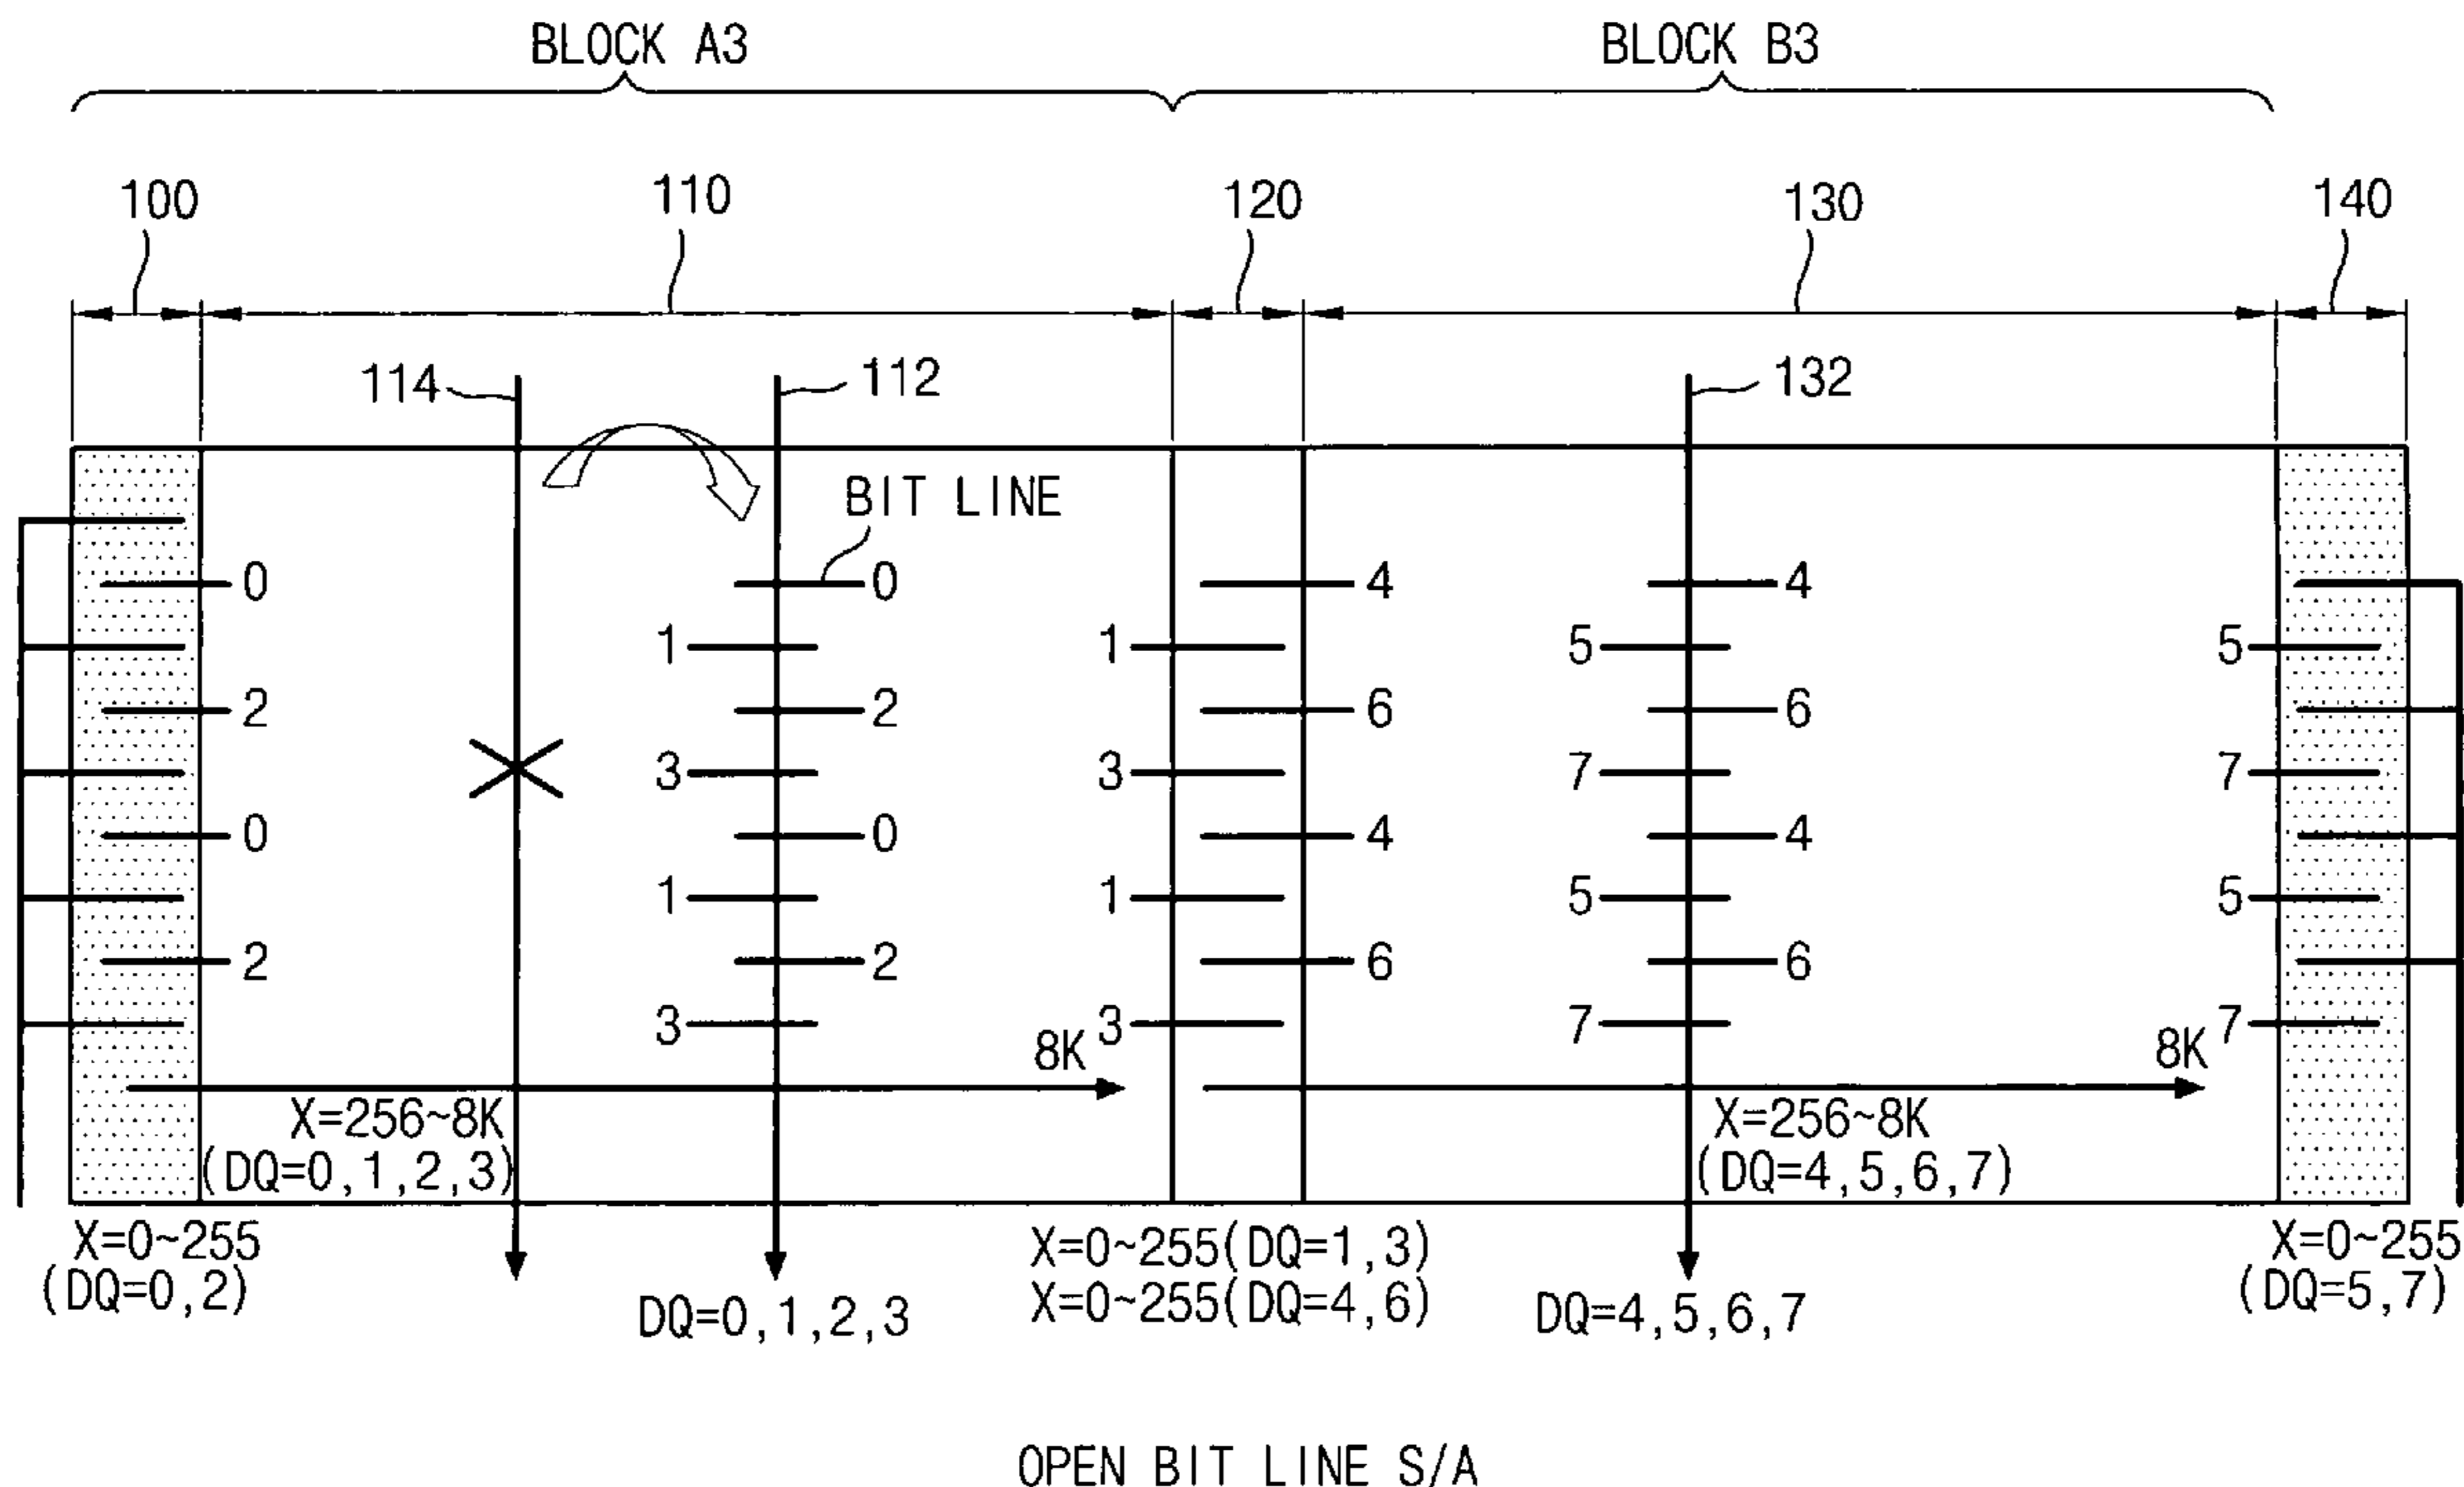 BLOCK A3 BLOCK B3
100 110 120 130 140
114 112 132
BIT LINE
0 0 4 4
1 1 5 5
2 2 6 6
3 3 7 7
0 0 4 4
1 1 5 5
2 2 6 6
3 3 7 7
8K 8K
X=256~8K X=256~8K
(DQ=0,1,2,3) (DQ=4,5,6,7)
X=0~255 X=0~255(DQ=1,3) X=0~255
(DQ=0,2) X=0~255(DQ=4,6) (DQ=5,7)
DQ=0,1,2,3 DQ=4,5,6,7
OPEN BIT LINE S/A